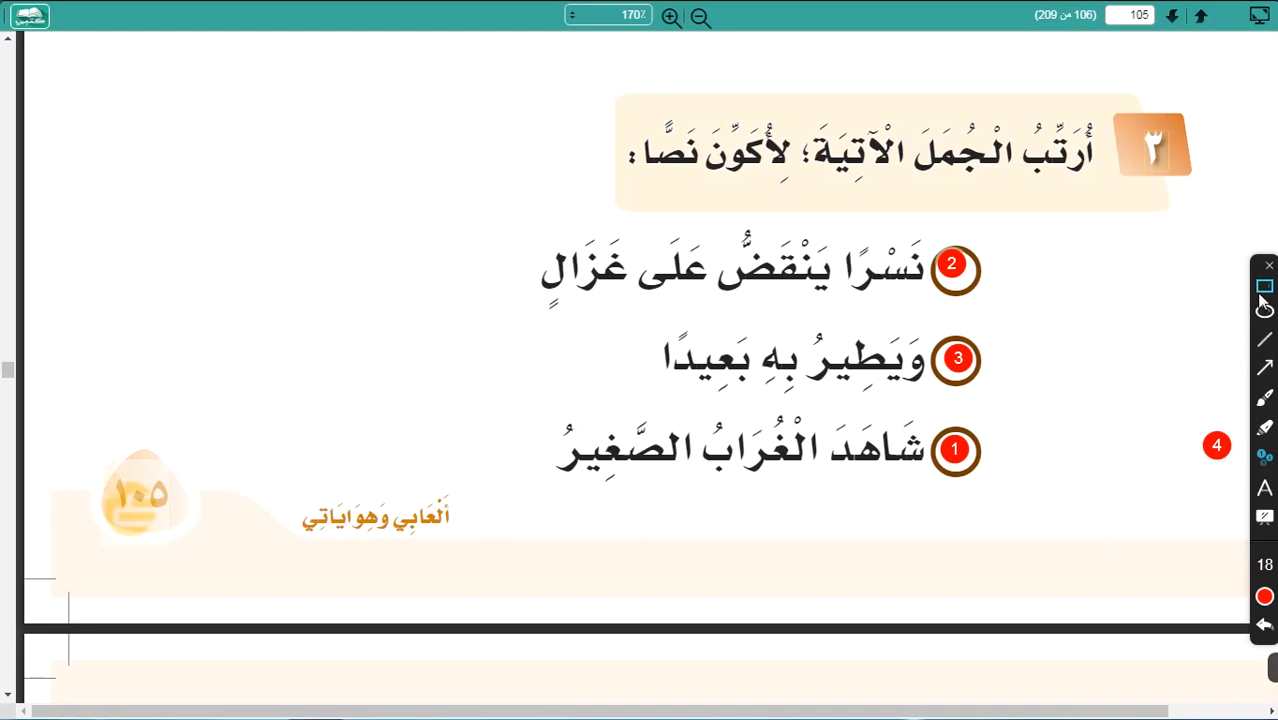 كتبي
170٪
(106 من 209)
105
٣
أُرَتِّبُ الْجُمَلَ الْآتِيَةَ؛ لِأُكَوِّنَ نَصًّا:
2 نَسْرًا يَنْقَضُّ عَلَى غَزَالٍ
3 وَيَطِيرُ بِهِ بَعِيدًا
1 شَاهَدَ الْغُرَابُ الصَّغِيرُ
4
١٠٥
أَلْعَابِي وَهِوَايَاتِي
A
18